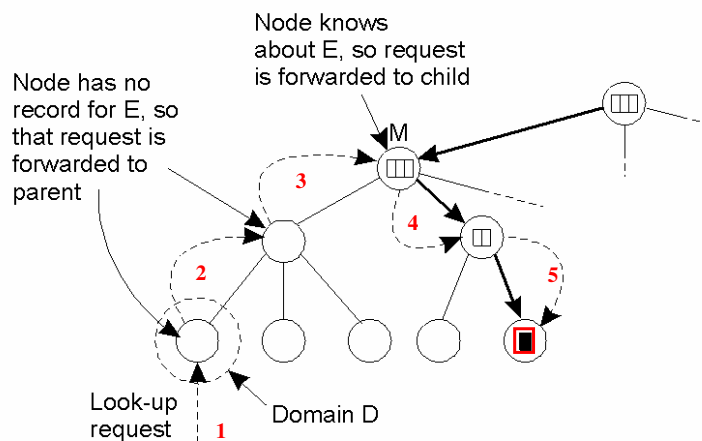 Node knows
about E, so request
is forwarded to child
Node has no
record for E, so
that request is
forwarded to
parent
M
3
4
2
5
Look-up
request
1
Domain D